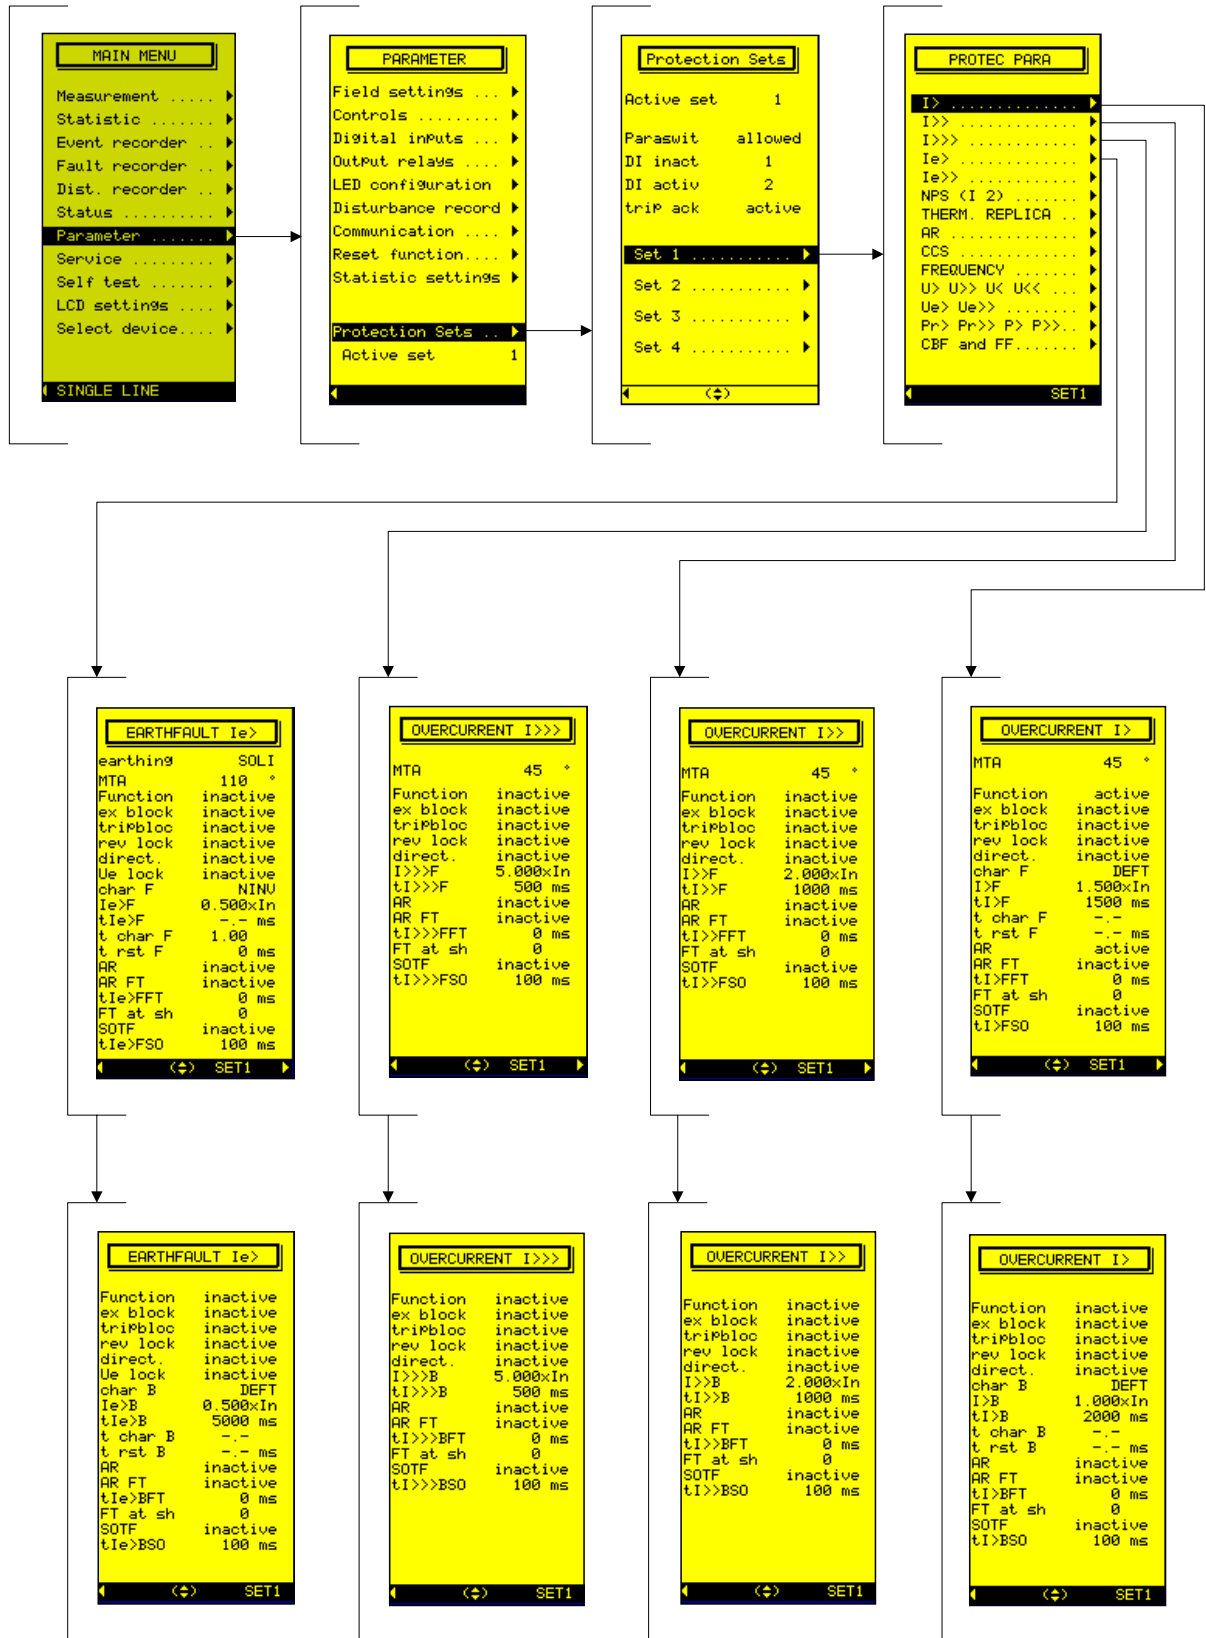 MAIN MENU
Measurement .....
Statistic ........
Event recorder ..
Fault recorder ..
Dist. recorder ..
Status ..........
Parameter .......
Service .........
Self test .......
LCD settings ....
Select device....
SINGLE LINE
PARAMETER
Field settings ...
Controls .........
Digital inputs ...
Output relays ....
LED configuration
Disturbance record
Communication ....
Reset function....
Statistic settings
Protection Sets ..
Active set 1
Protection Sets
Active set 1
Paraswit allowed
DI inact 1
DI activ 2
trip ack active
Set 1 ...........
Set 2 ...........
Set 3 ...........
Set 4 ...........
(⬍)
PROTEC PARA
I> .............
I>> ............
I>>> ...........
Ie> ............
Ie>> ...........
NPS (I 2) .......
THERM. REPLICA ..
AR .............
CCS ............
FREQUENCY .......
U> U>> U< U<< ...
Ue> Ue>> ........
Pr> Pr>> P> P>>..
CBF and FF.......
SET1
EARTHFAULT Ie>
earthing SOLI
MTA 110 °
Function inactive
ex block inactive
tripbloc inactive
rev lock inactive
direct. inactive
Ue lock inactive
char F NINV
Ie>F 0.500xIn
tIe>F -.- ms
t char F 1.00
t rst F 0 ms
AR inactive
AR FT inactive
tIe>FFT 0 ms
FT at sh 0
SOTF inactive
tIe>FSO 100 ms
(⬍) SET1
OVERCURRENT I>>>
MTA 45 °
Function inactive
ex block inactive
tripbloc inactive
rev lock inactive
direct. inactive
I>>>F 5.000xIn
tI>>>F 500 ms
AR inactive
AR FT inactive
tI>>>FFT 0 ms
FT at sh 0
SOTF inactive
tI>>>FSO 100 ms
(⬍) SET1
OVERCURRENT I>>
MTA 45 °
Function inactive
ex block inactive
tripbloc inactive
rev lock inactive
direct. inactive
I>>F 2.000xIn
tI>>F 1000 ms
AR inactive
AR FT inactive
tI>>FFT 0 ms
FT at sh 0
SOTF inactive
tI>>FSO 100 ms
(⬍) SET1
OVERCURRENT I>
MTA 45 °
Function active
ex block inactive
tripbloc inactive
rev lock inactive
direct. inactive
char F DEFT
I>F 1.500xIn
tI>F 1500 ms
t char F -.-
t rst F -.- ms
AR active
AR FT inactive
tI>FFT 0 ms
FT at sh 0
SOTF inactive
tI>FSO 100 ms
(⬍) SET1
EARTHFAULT Ie>
Function inactive
ex block inactive
tripbloc inactive
rev lock inactive
direct. inactive
Ue lock inactive
char B DEFT
Ie>B 0.500xIn
tIe>B 5000 ms
t char B -.-
t rst B -.- ms
AR inactive
AR FT inactive
tIe>BFT 0 ms
FT at sh 0
SOTF inactive
tIe>BSO 100 ms
(⬍) SET1
OVERCURRENT I>>>
Function inactive
ex block inactive
tripbloc inactive
rev lock inactive
direct. inactive
I>>>B 5.000xIn
tI>>>B 500 ms
AR inactive
AR FT inactive
tI>>>BFT 0 ms
FT at sh 0
SOTF inactive
tI>>>BSO 100 ms
(⬍) SET1
OVERCURRENT I>>
Function inactive
ex block inactive
tripbloc inactive
rev lock inactive
direct. inactive
I>>B 2.000xIn
tI>>B 1000 ms
AR inactive
AR FT inactive
tI>>BFT 0 ms
FT at sh 0
SOTF inactive
tI>>BSO 100 ms
(⬍) SET1
OVERCURRENT I>
Function inactive
ex block inactive
tripbloc inactive
rev lock inactive
direct. inactive
char B DEFT
I>B 1.000xIn
tI>B 2000 ms
t char B -.-
t rst B -.- ms
AR inactive
AR FT inactive
tI>BFT 0 ms
FT at sh 0
SOTF inactive
tI>BSO 100 ms
(⬍) SET1